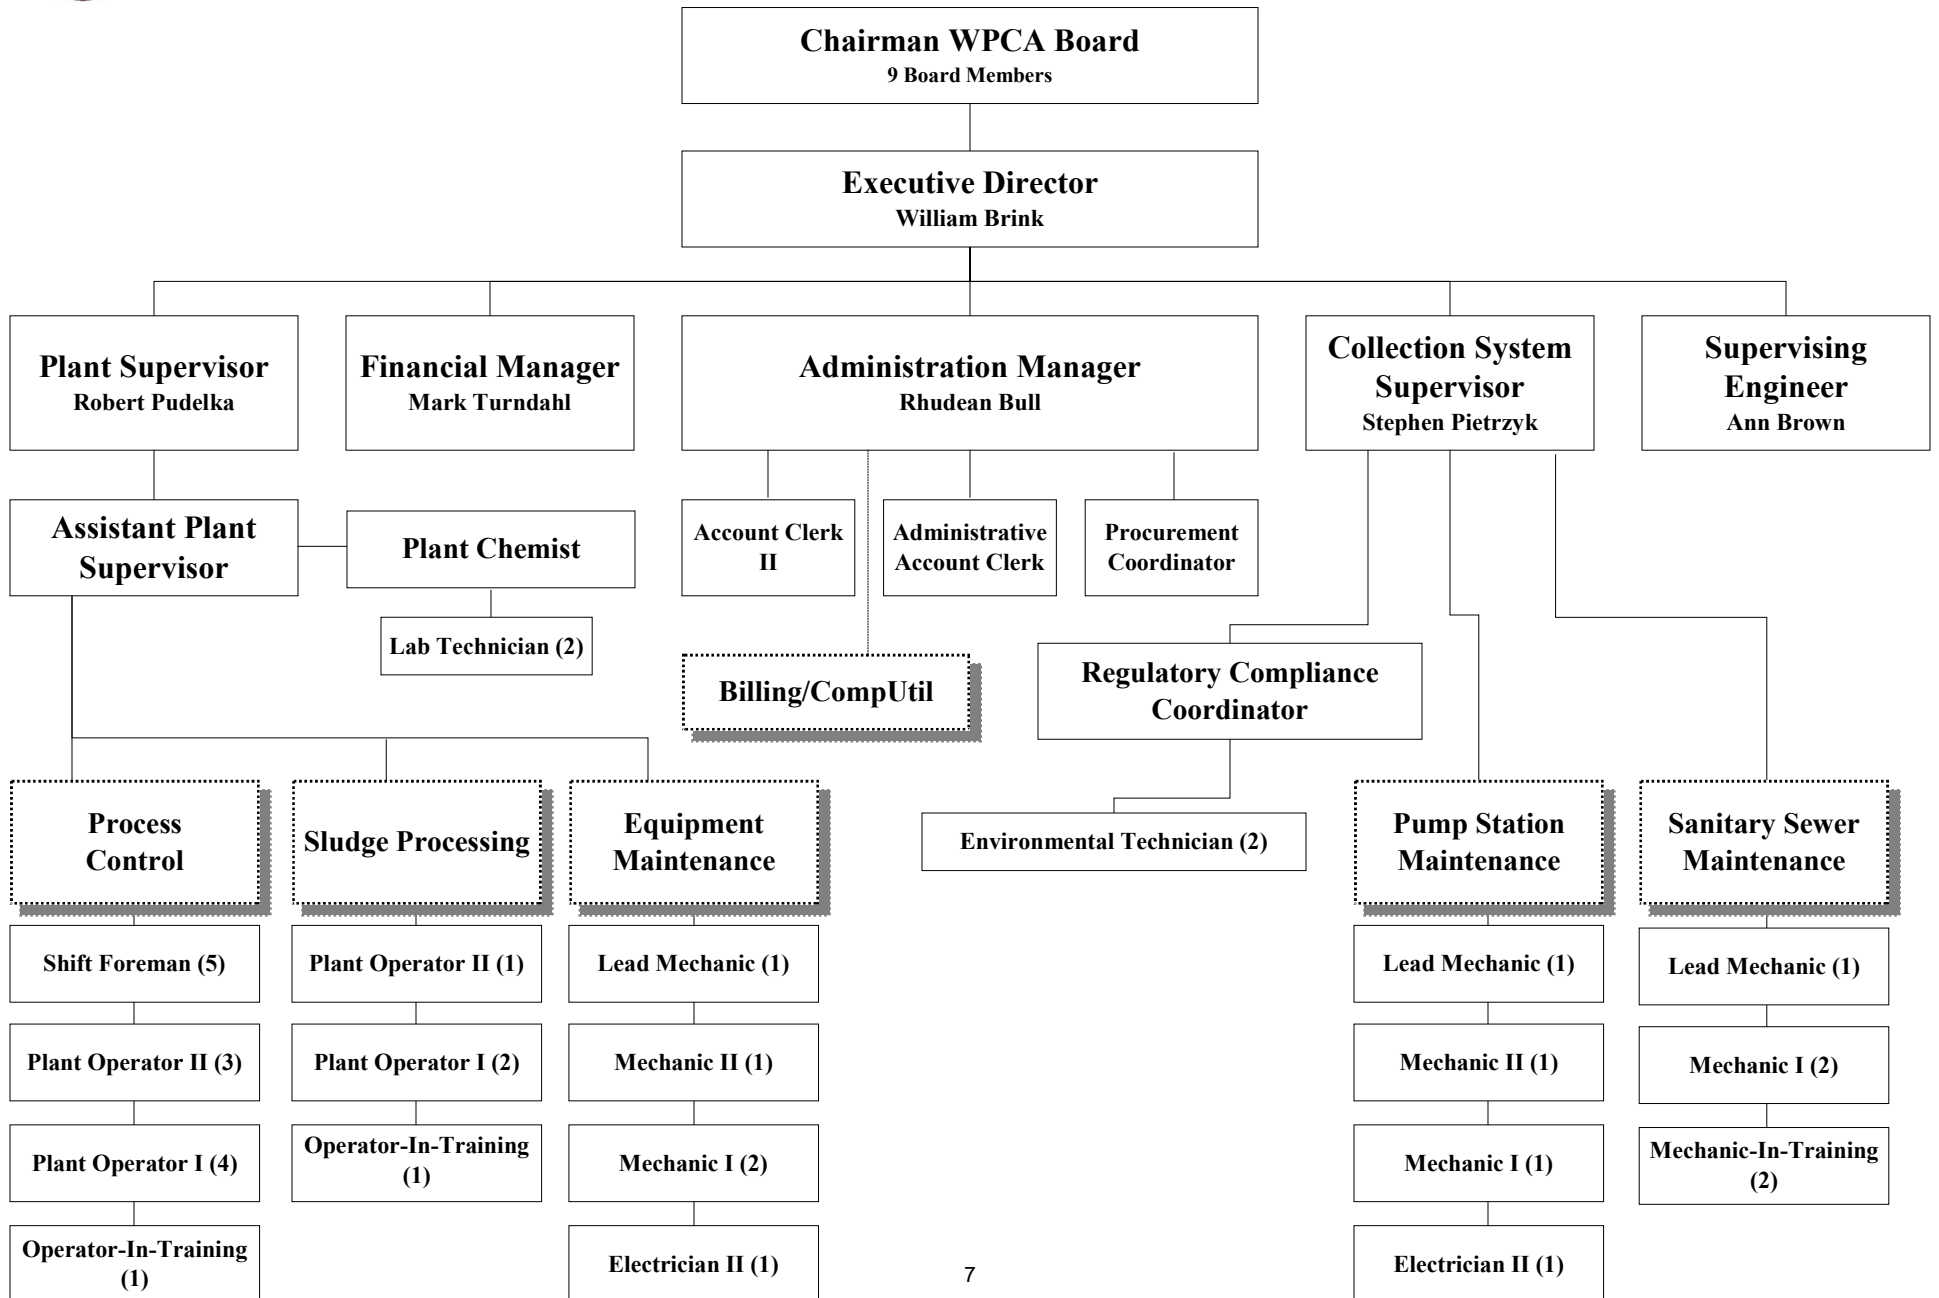 Chairman WPCA Board
9 Board Members
Executive Director
William Brink
Plant Supervisor
Robert Pudelka
Financial Manager
Mark Turndahl
Administration Manager
Rhudean Bull
Collection System
Supervisor
Stephen Pietrzyk
Supervising
Engineer
Ann Brown
Assistant Plant
Supervisor
Plant Chemist
Lab Technician (2)
Account Clerk
II
Administrative
Account Clerk
Procurement
Coordinator
Billing/CompUtil
Regulatory Compliance
Coordinator
Environmental Technician (2)
Process
Control
Sludge Processing
Equipment
Maintenance
Pump Station
Maintenance
Sanitary Sewer
Maintenance
Shift Foreman (5)
Plant Operator II (3)
Plant Operator I (4)
Operator-In-Training
(1)
Plant Operator II (1)
Plant Operator I (2)
Operator-In-Training
(1)
Lead Mechanic (1)
Mechanic II (1)
Mechanic I (2)
Electrician II (1)
Lead Mechanic (1)
Mechanic II (1)
Mechanic I (1)
Electrician II (1)
Lead Mechanic (1)
Mechanic I (2)
Mechanic-In-Training
(2)
7